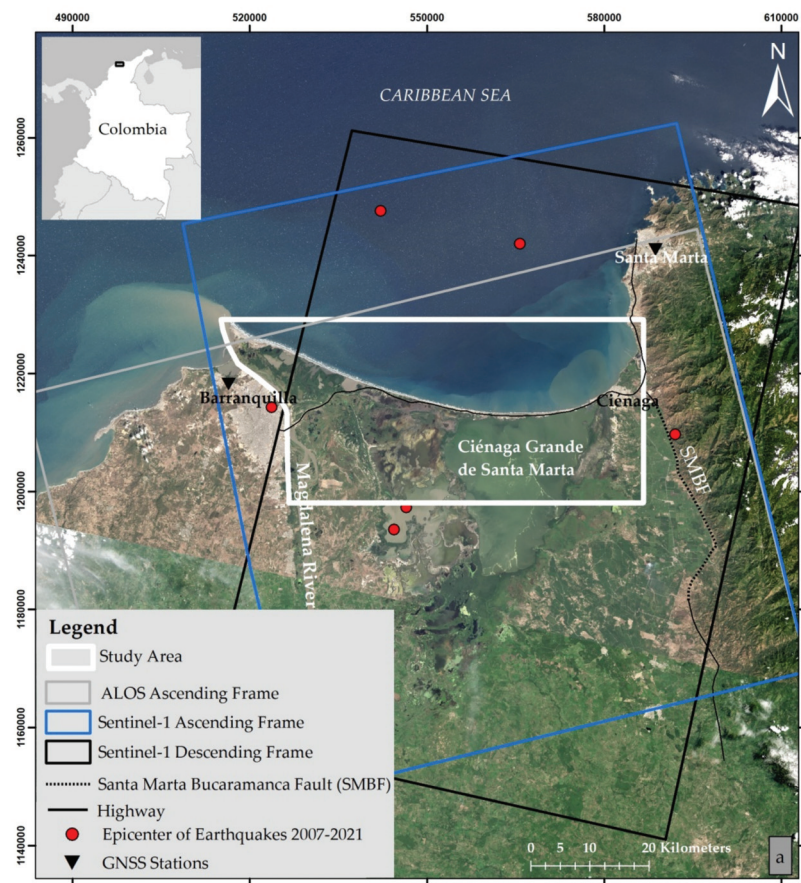 490000 520000 550000 580000 610000
N
CARIBBEAN SEA
Colombia
1260000
1240000
1220000
1200000
1180000
1160000
1140000
Santa Marta
Barranquilla
Ciénaga
Ciénaga Grande
de Santa Marta
SMBF
Magdalena River
Legend
Study Area
ALOS Ascending Frame
Sentinel-1 Ascending Frame
Sentinel-1 Descending Frame
Santa Marta Bucaramanca Fault (SMBF)
Highway
Epicenter of Earthquakes 2007-2021
GNSS Stations
0 5 10 20 Kilometers
a